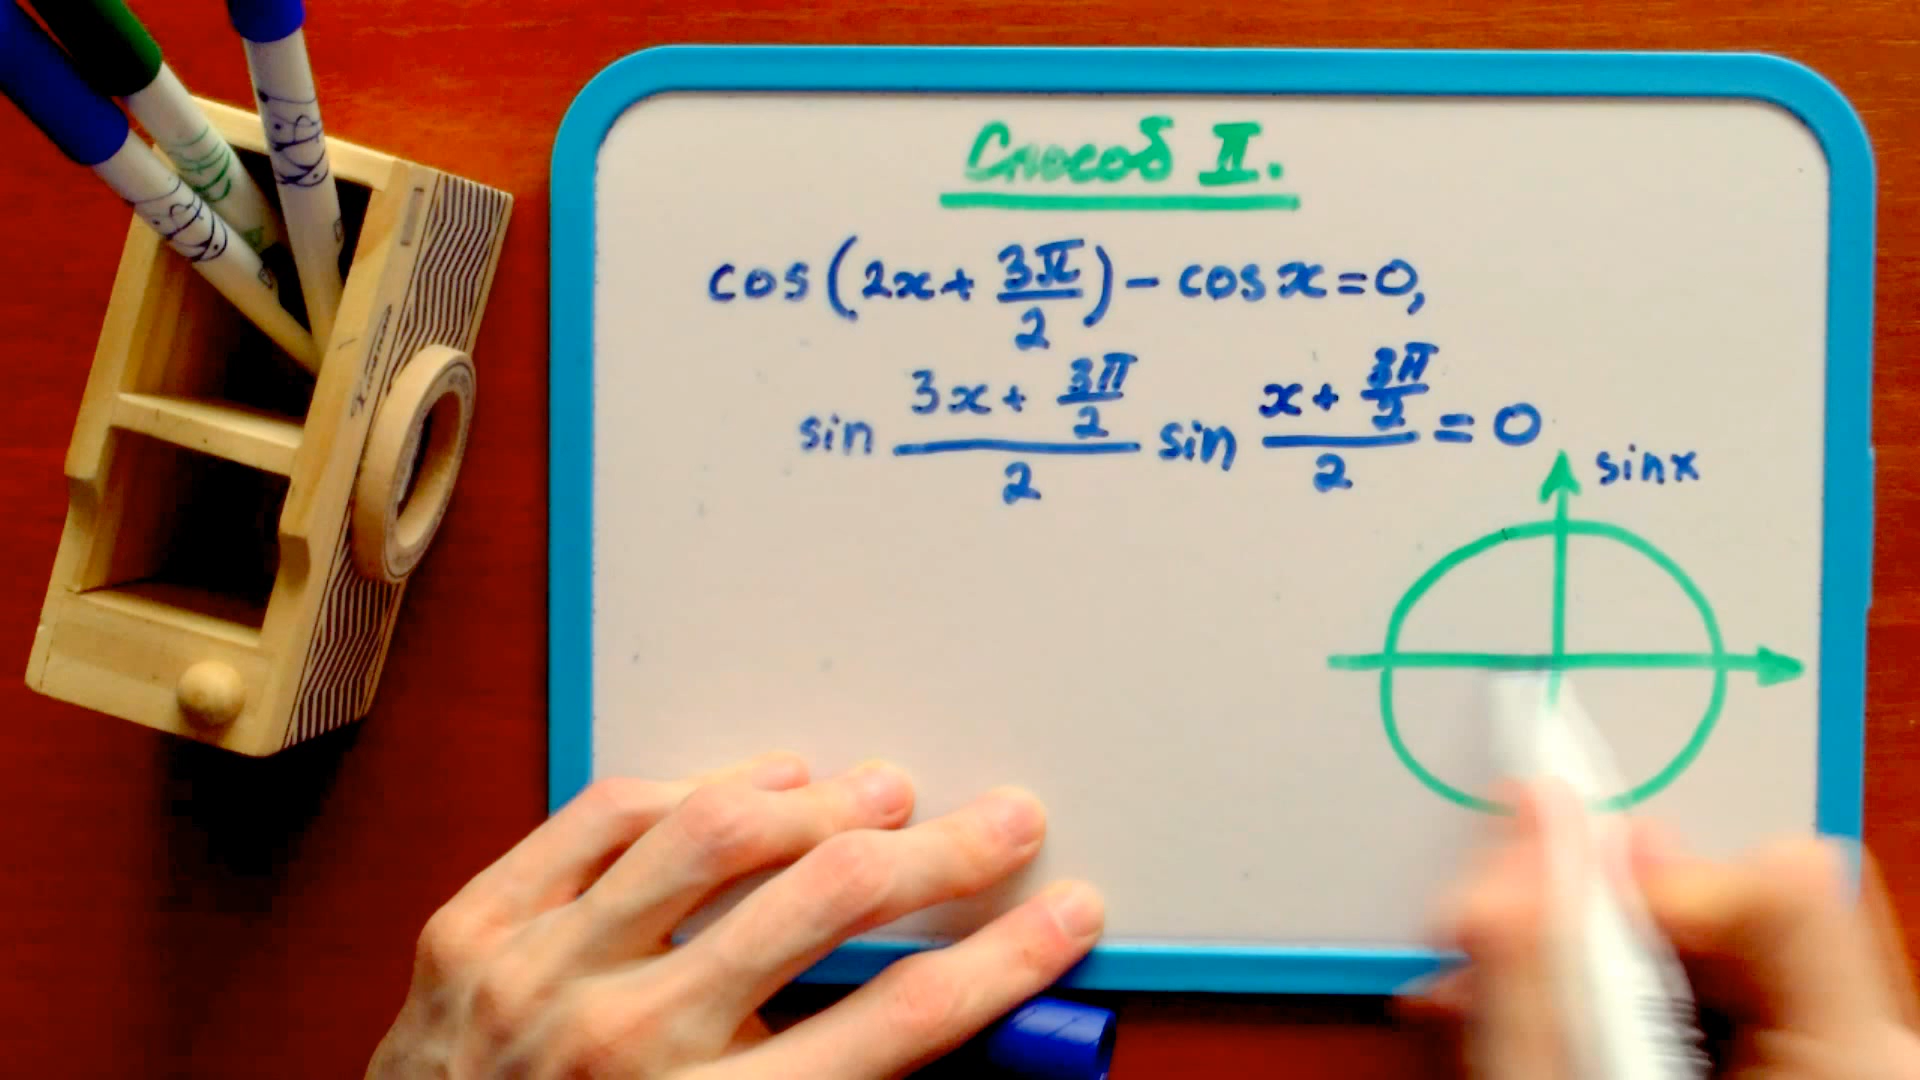 Способ II.
cos(2x + 3π/2) - cos x = 0,
sin (3x + 3π/2)/2 sin (x + 3π/2)/2 = 0
sin x